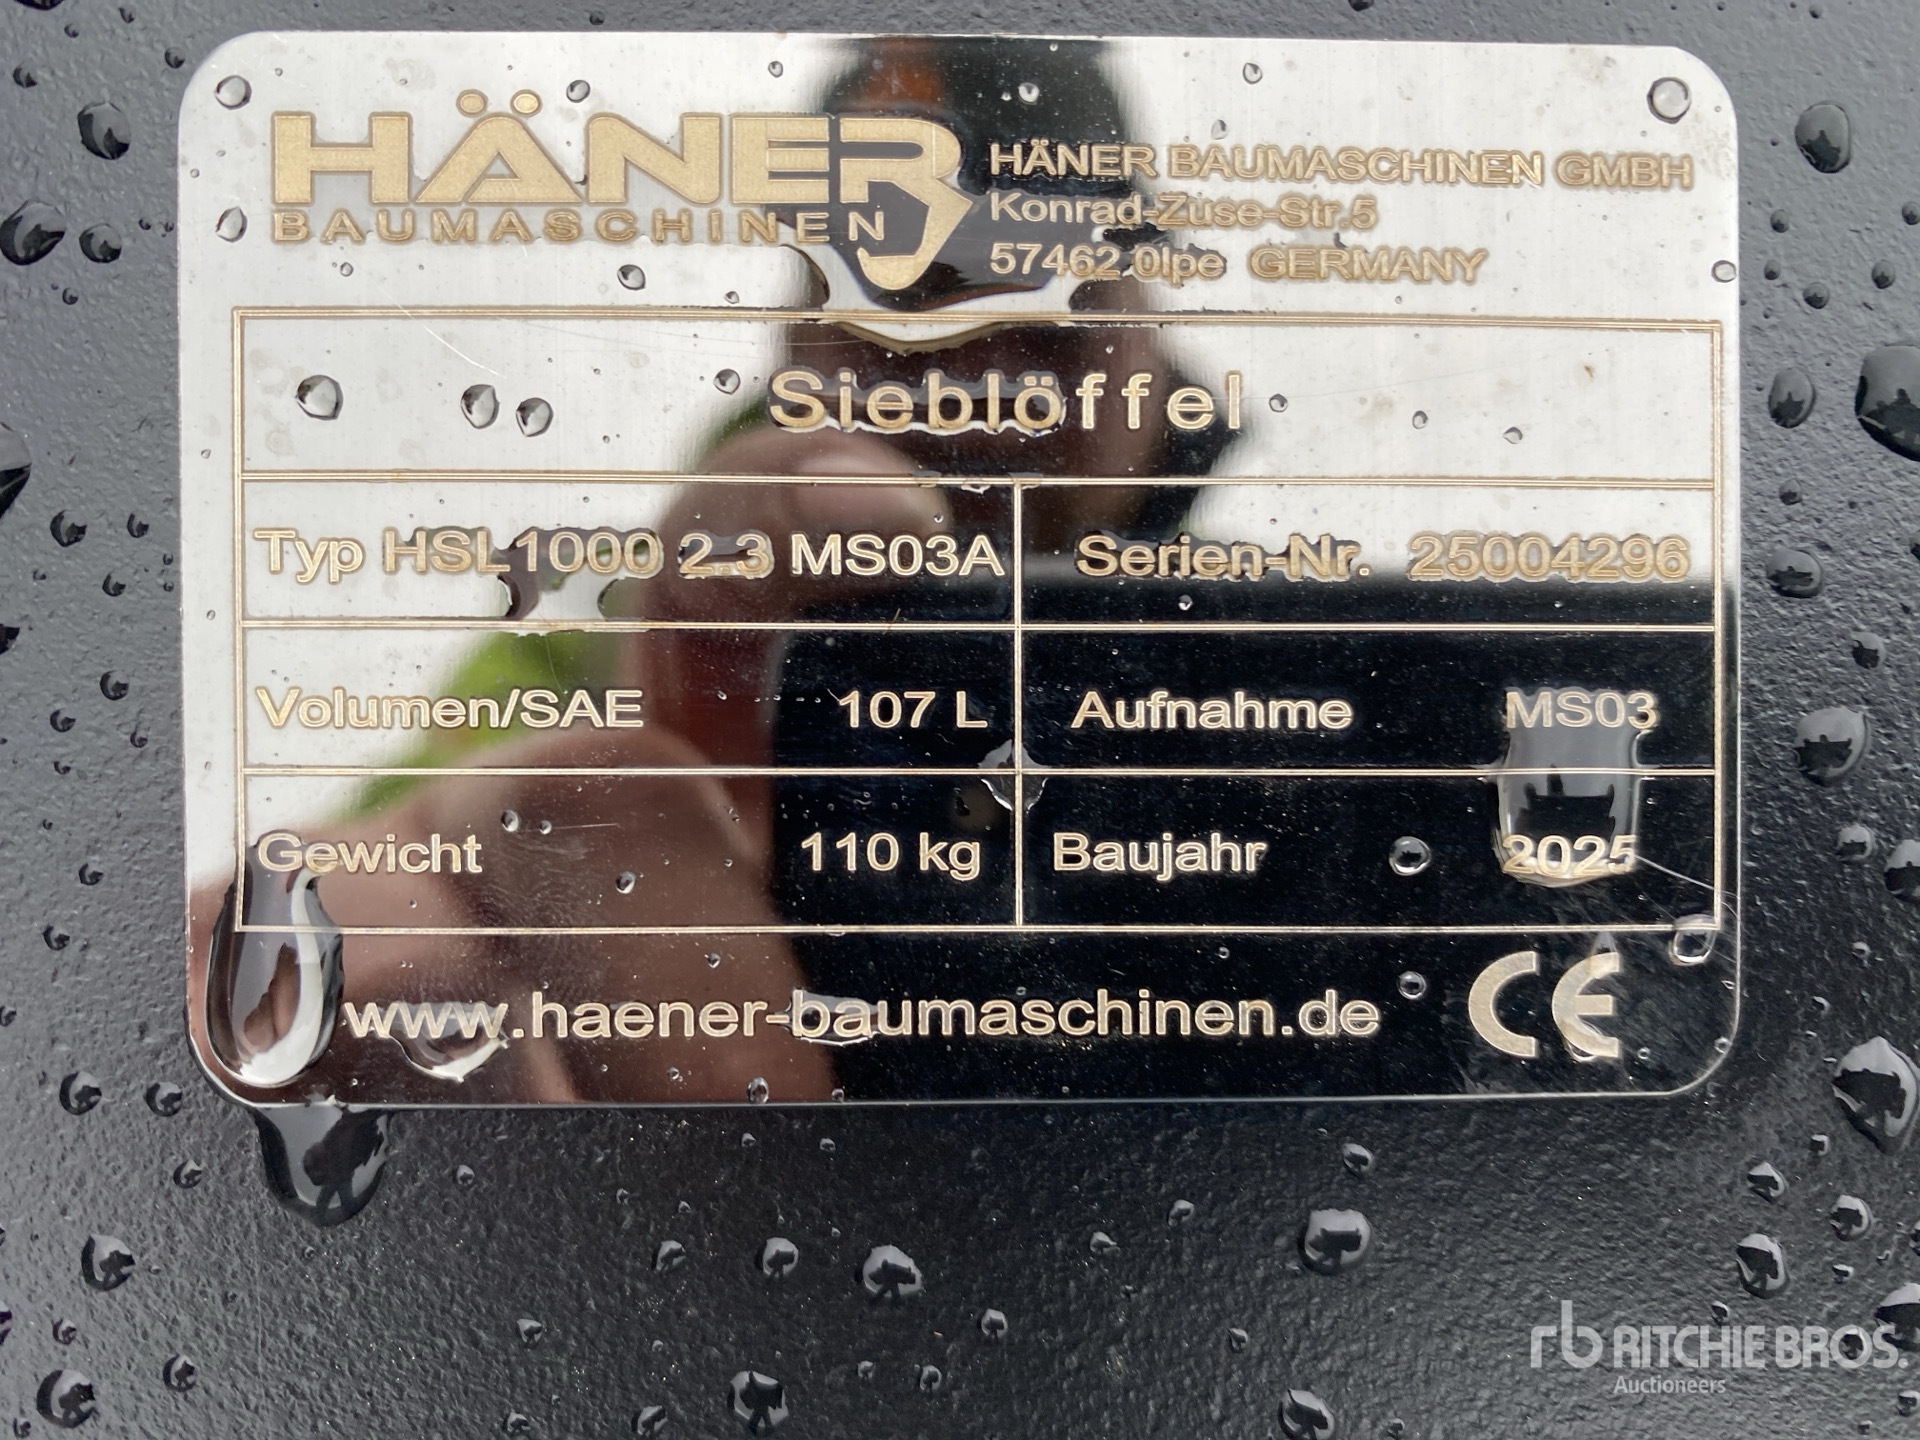 HÄNER
BAUMASCHINEN
HÄNER BAUMASCHINEN GMBH
Konrad-Zuse-Str.5
57462 0lpe GERMANY
Sieblöffel
Typ HSL1000 2.3 MS03A
Serien-Nr. 25004296
Volumen/SAE 107 L
Aufnahme MS03
Gewicht 110 kg
Baujahr 2025
www.haener-baumaschinen.de CE
rb RITCHIE BROS.
Auctioneers